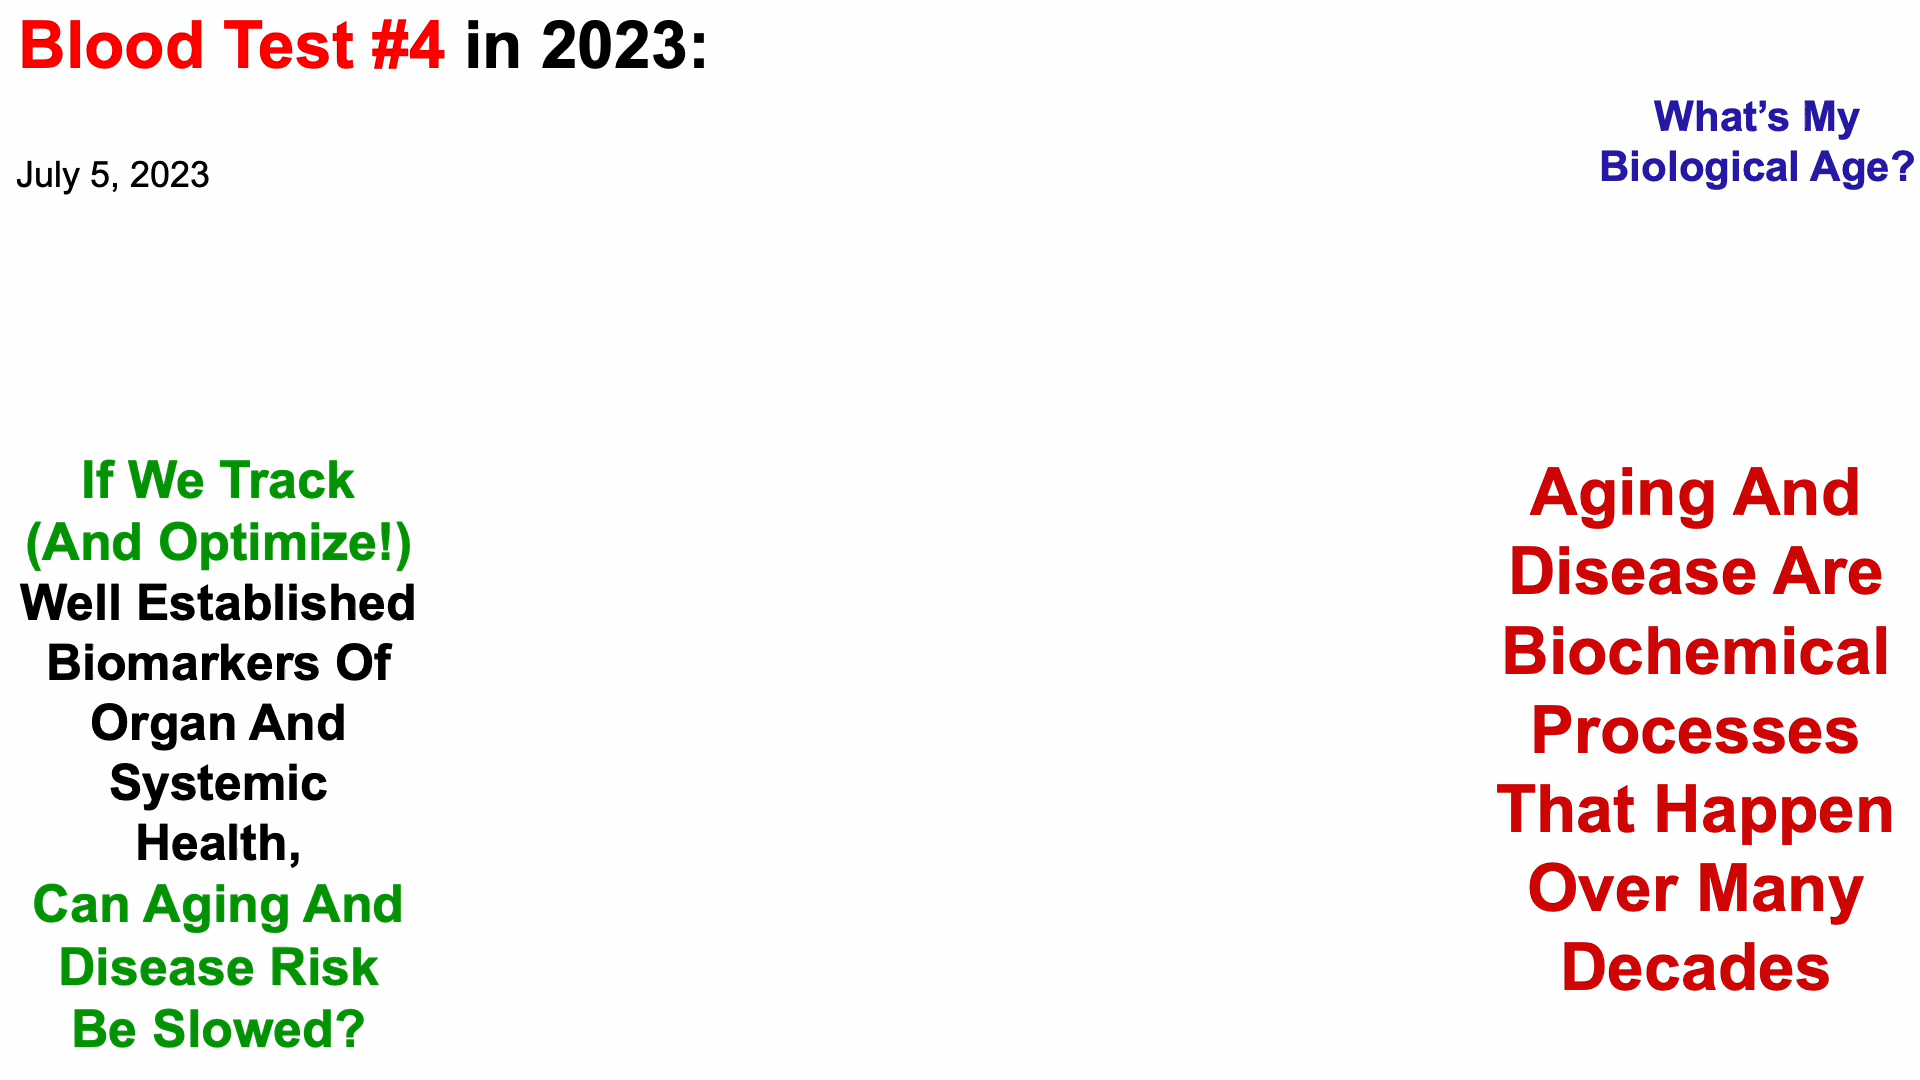 Blood Test #4 in 2023:
What’s My
Biological Age?
July 5, 2023
If We Track
(And Optimize!)
Well Established
Biomarkers Of
Organ And
Systemic
Health,
Can Aging And
Disease Risk
Be Slowed?
Aging And
Disease Are
Biochemical
Processes
That Happen
Over Many
Decades